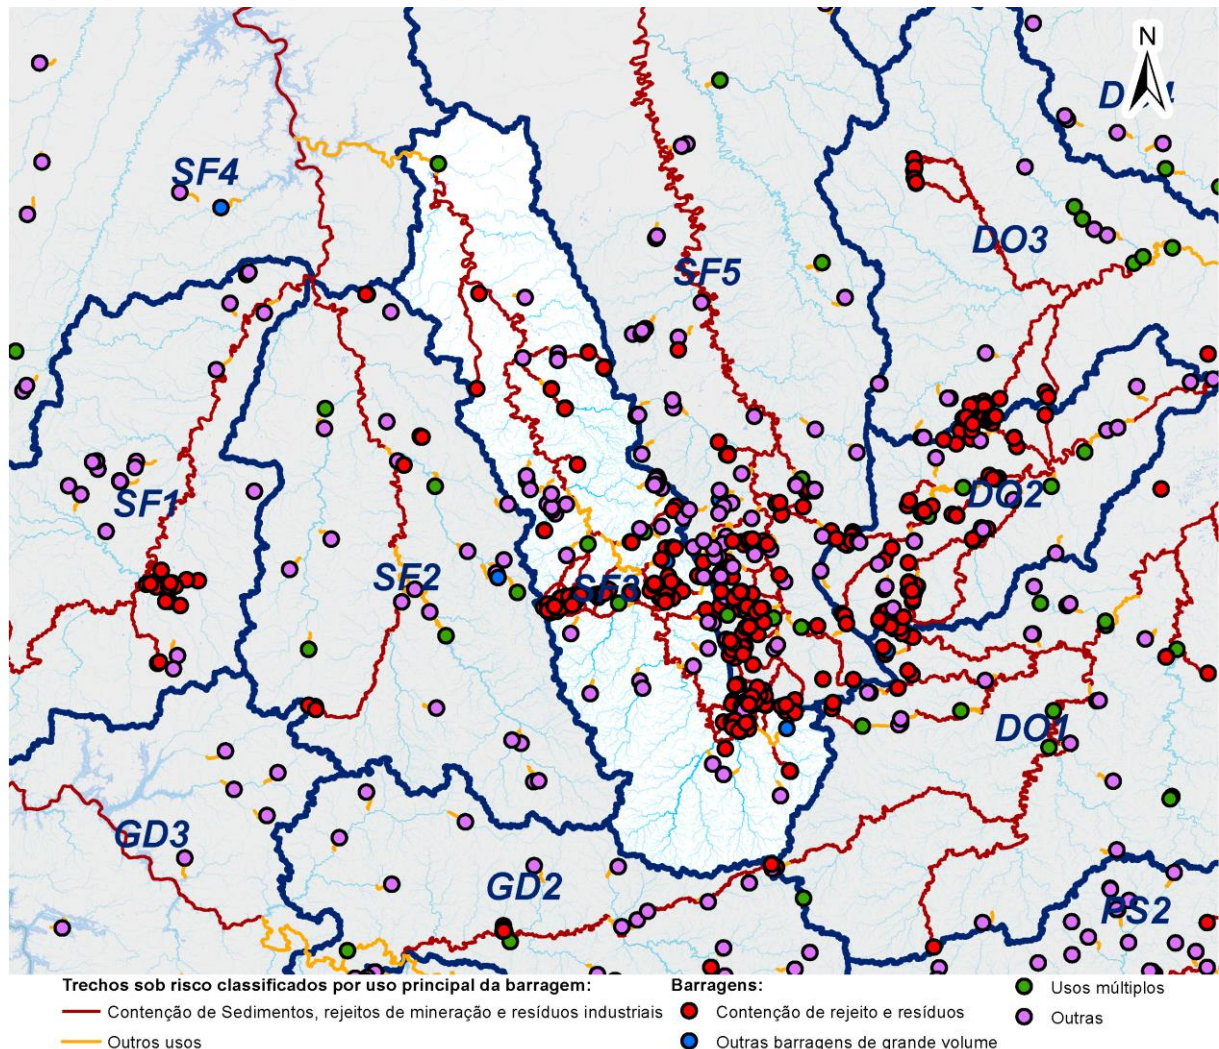 N
DO4
SF4
DO3
SF5
SF1
DO2
SF2
SF3
DO1
GD3
GD2
PS2
Trechos sob risco classificados por uso principal da barragem:
Contenção de Sedimentos, rejeitos de mineração e resíduos industriais
Outros usos
Barragens:
Contenção de rejeito e resíduos
Outras barragens de grande volume
Usos múltiplos
Outras